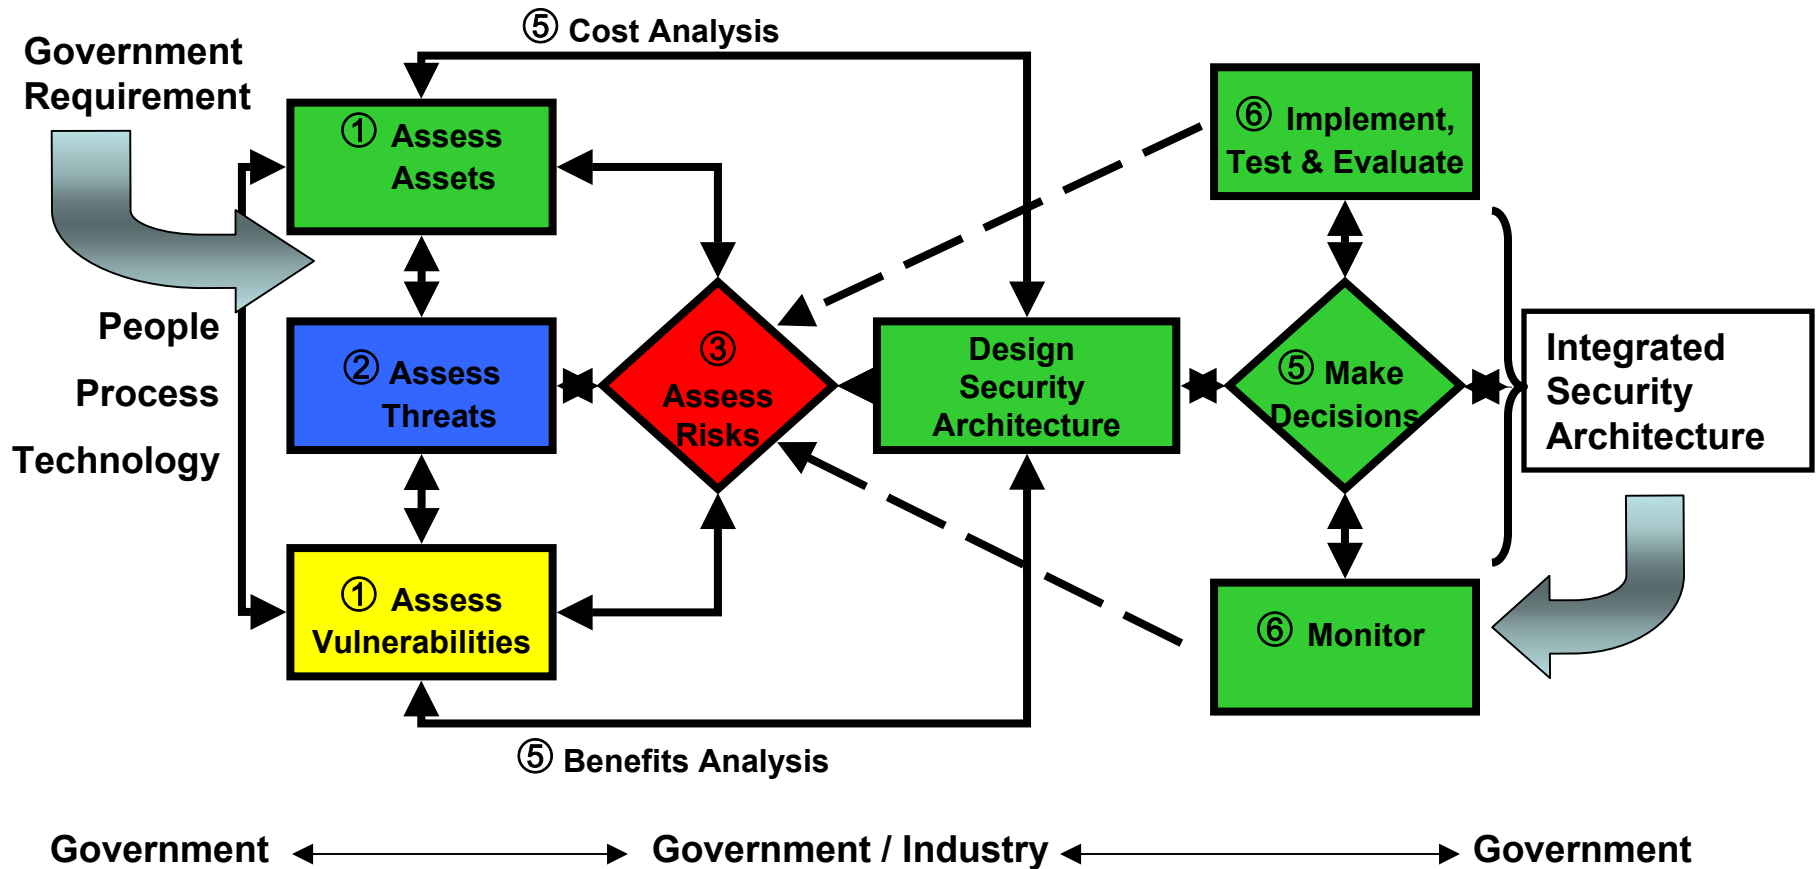 ⑤ Cost Analysis
Government
Requirement
① Assess
Assets
⑥ Implement,
Test & Evaluate
People
Process
Technology
② Assess
Threats
③
Assess
Risks
Design
Security
Architecture
⑤ Make
Decisions
Integrated
Security
Architecture
① Assess
Vulnerabilities
⑥ Monitor
⑤ Benefits Analysis
Government Government / Industry Government